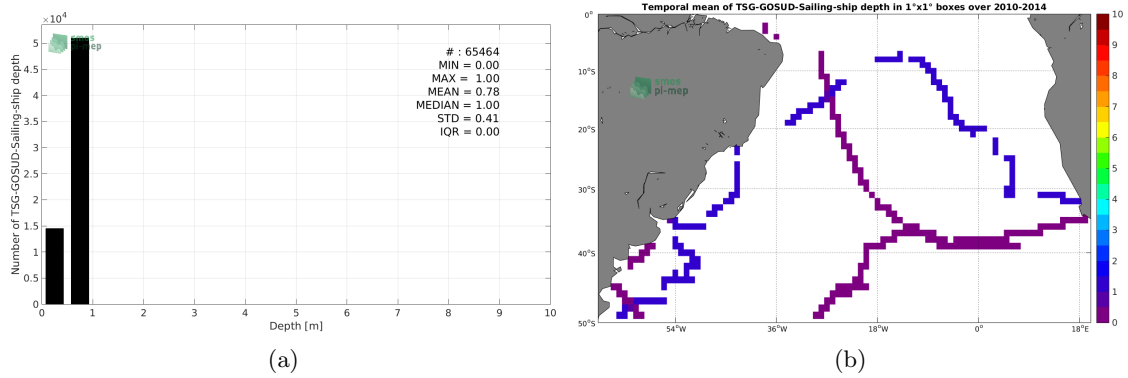 ×10⁴
5
4.5
4
3.5
3
2.5
2
1.5
1
0.5
0
Number of TSG-GOSUD-Sailing-ship depth
smos
pi-mep
# : 65464
MIN = 0.00
MAX = 1.00
MEAN = 0.78
MEDIAN = 1.00
STD = 0.41
IQR = 0.00
0 1 2 3 4 5 6 7 8 9 10
Depth [m]
(a)
Temporal mean of TSG-GOSUD-Sailing-ship depth in 1°x1° boxes over 2010-2014
0°
10°S
20°S
30°S
40°S
50°S
smos
pi-mep
54°W 36°W 18°W 0° 18°E
10
9
8
7
6
5
4
3
2
1
0
(b)